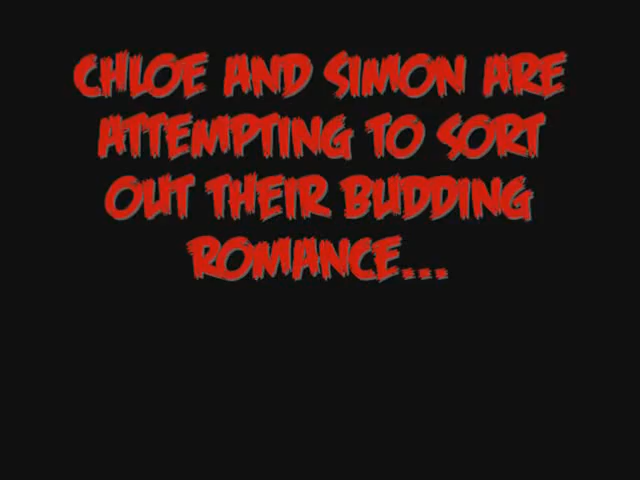 CHLOE AND SIMON ARE
ATTEMPTING TO SORT
OUT THEIR BUDDING
ROMANCE...